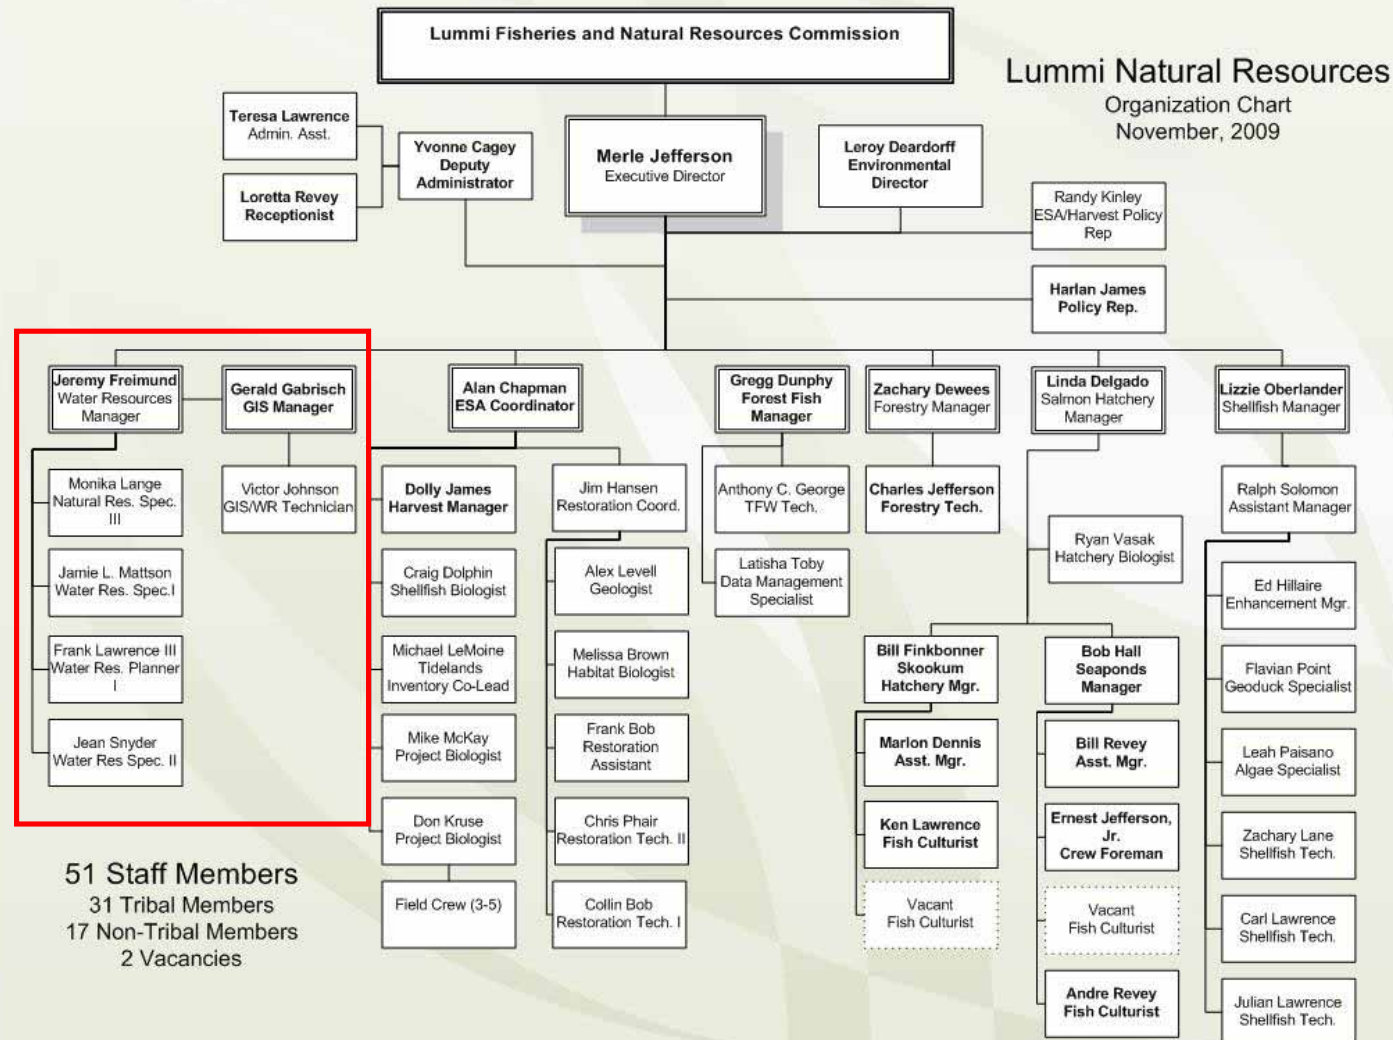 Lummi Fisheries and Natural Resources Commission
Lummi Natural Resources
Organization Chart
November, 2009
Teresa Lawrence
Admin. Asst.
Loretta Revey
Receptionist
Yvonne Cagey
Deputy
Administrator
Merle Jefferson
Executive Director
Leroy Deardorff
Environmental
Director
Randy Kinley
ESA/Harvest Policy
Rep
Harlan James
Policy Rep.
Jeremy Freimund
Water Resources
Manager
Gerald Gabrisch
GIS Manager
Alan Chapman
ESA Coordinator
Gregg Dunphy
Forest Fish
Manager
Zachary Dewees
Forestry Manager
Linda Delgado
Salmon Hatchery
Manager
Lizzie Oberlander
Shellfish Manager
Monika Lange
Natural Res. Spec.
III
Jamie L. Mattson
Water Res. Spec.I
Frank Lawrence III
Water Res. Planner
I
Jean Snyder
Water Res Spec. II
Victor Johnson
GIS/WR Technician
Dolly James
Harvest Manager
Craig Dolphin
Shellfish Biologist
Michael LeMoine
Tidelands
Inventory Co-Lead
Mike McKay
Project Biologist
Don Kruse
Project Biologist
Field Crew (3-5)
Jim Hansen
Restoration Coord.
Alex Levell
Geologist
Melissa Brown
Habitat Biologist
Frank Bob
Restoration
Assistant
Chris Phair
Restoration Tech. II
Collin Bob
Restoration Tech. I
Anthony C. George
TFW Tech.
Latisha Toby
Data Management
Specialist
Charles Jefferson
Forestry Tech.
Ryan Vasak
Hatchery Biologist
Bill Finkbonner
Skookum
Hatchery Mgr.
Marlon Dennis
Asst. Mgr.
Ken Lawrence
Fish Culturist
Vacant
Fish Culturist
Bob Hall
Seaponds
Manager
Bill Revey
Asst. Mgr.
Ernest Jefferson,
Jr.
Crew Foreman
Vacant
Fish Culturist
Andre Revey
Fish Culturist
Ralph Solomon
Assistant Manager
Ed Hillaire
Enhancement Mgr.
Flavian Point
Geoduck Specialist
Leah Paisano
Algae Specialist
Zachary Lane
Shellfish Tech.
Carl Lawrence
Shellfish Tech.
Julian Lawrence
Shellfish Tech.
51 Staff Members
31 Tribal Members
17 Non-Tribal Members
2 Vacancies